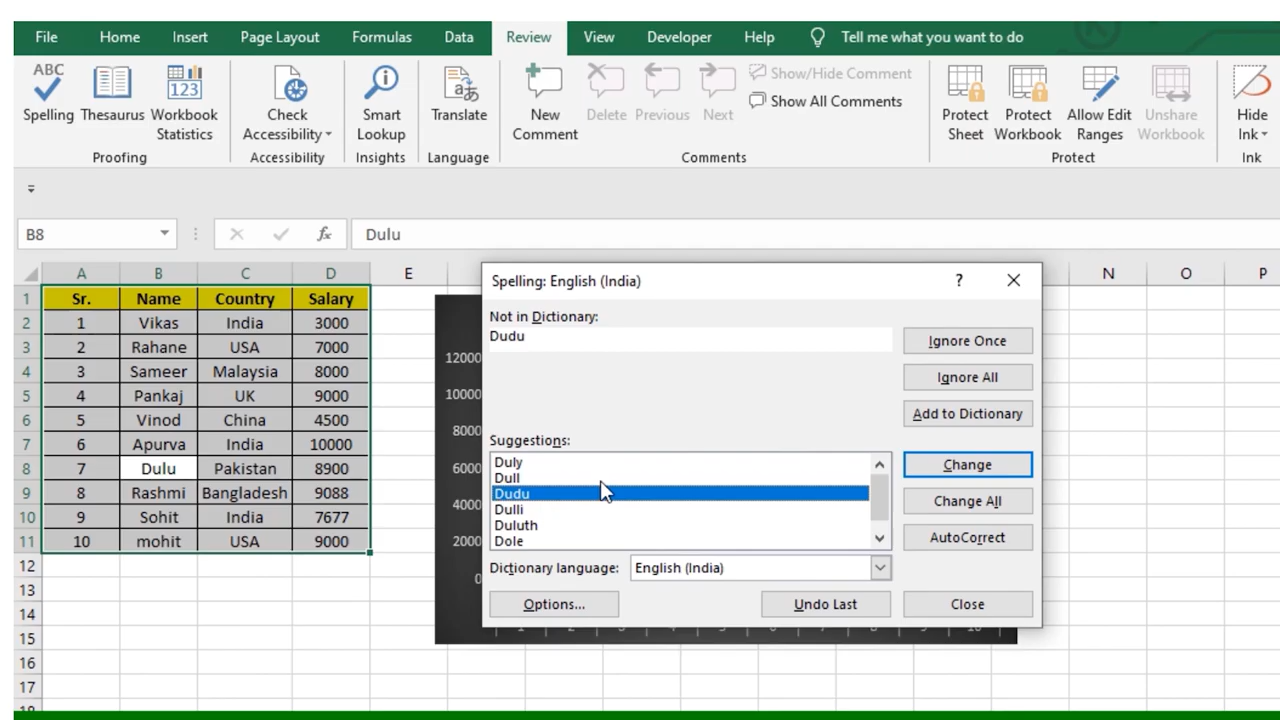 File Home Insert Page Layout Formulas Data Review View Developer Help Tell me what you want to do
ABC
Spelling Thesaurus Workbook Statistics
123
Check Accessibility
Smart Lookup
Translate
New Comment
Delete Previous Next
Show/Hide Comment
Show All Comments
Protect Sheet
Protect Workbook
Allow Edit Ranges
Unshare Workbook
Hide Ink
Proofing Accessibility Insights Language Comments Protect Ink
B8 fx Dulu
A B C D E N O P
1 Sr. Name Country Salary
2 1 Vikas India 3000
3 2 Rahane USA 7000
4 3 Sameer Malaysia 8000
5 4 Pankaj UK 9000
6 5 Vinod China 4500
7 6 Apurva India 10000
8 7 Dulu Pakistan 8900
9 8 Rashmi Bangladesh 9088
10 9 Sohit India 7677
11 10 mohit USA 9000
12
13
14
15
16
17
12000
10000
8000
6000
4000
2000
0
Spelling: English (India) ?
Not in Dictionary:
Dudu
Ignore Once
Ignore All
Add to Dictionary
Suggestions:
Duly
Dull
Dudu
Dulli
Duluth
Dole
Change
Change All
AutoCorrect
Dictionary language: English (India)
Options... Undo Last Close